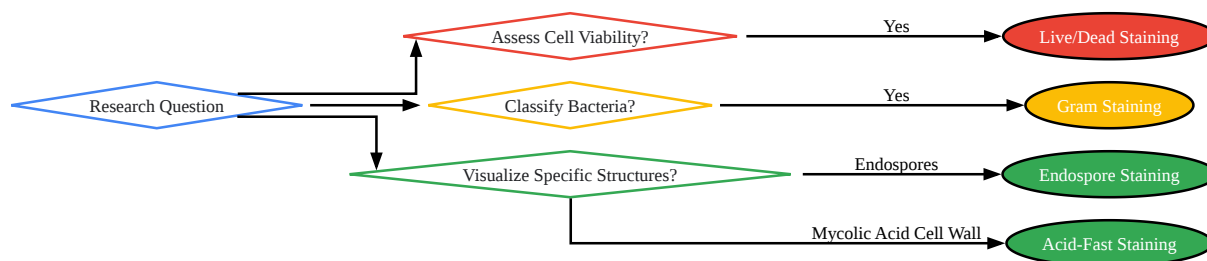 Assess Cell Viability?
Yes
Live/Dead Staining
Research Question
Classify Bacteria?
Yes
Gram Staining
Visualize Specific Structures?
Endospores
Endospore Staining
Mycolic Acid Cell Wall
Acid-Fast Staining